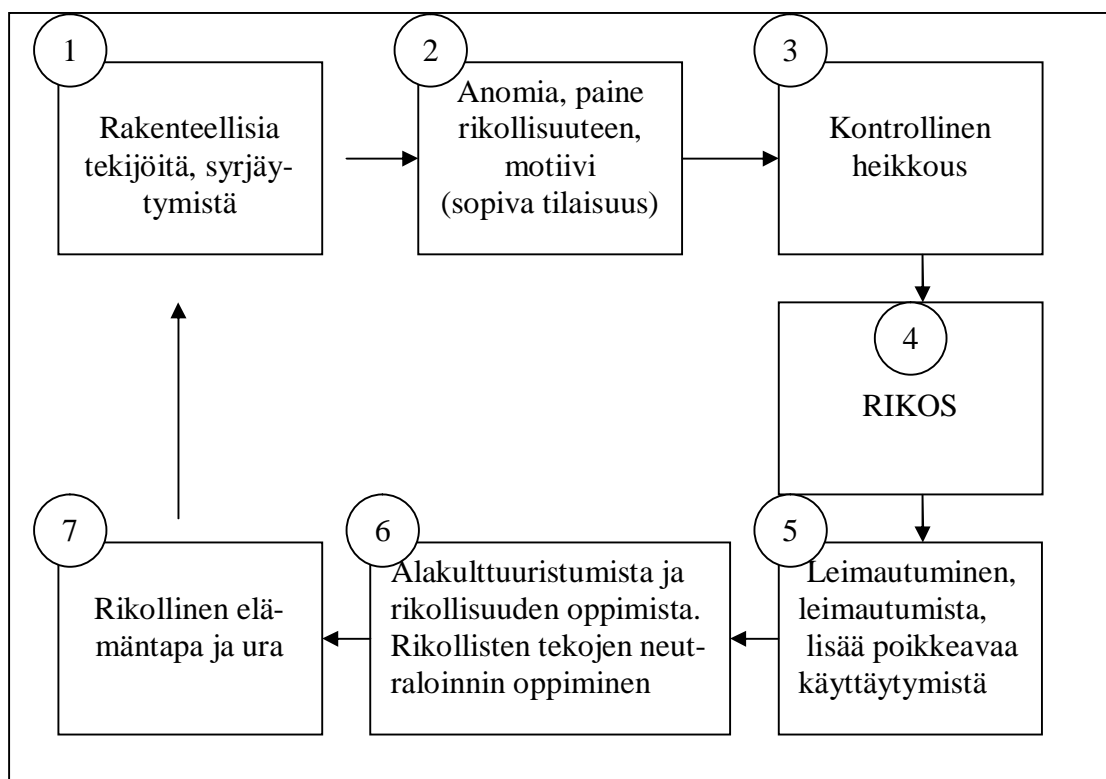 1
Rakenteellisia
tekijöitä, syrjäy-
tymistä
2
Anomia, paine
rikollisuuteen,
motiivi
(sopiva tilaisuus)
3
Kontrollinen
heikkous
4
RIKOS
5
Leimautuminen,
leimautumista,
lisää poikkeavaa
käyttäytymistä
6
Alakulttuuristumista ja
rikollisuuden oppimista.
Rikollisten tekojen neut-
raloinnin oppiminen
7
Rikollinen elä-
mäntapa ja ura